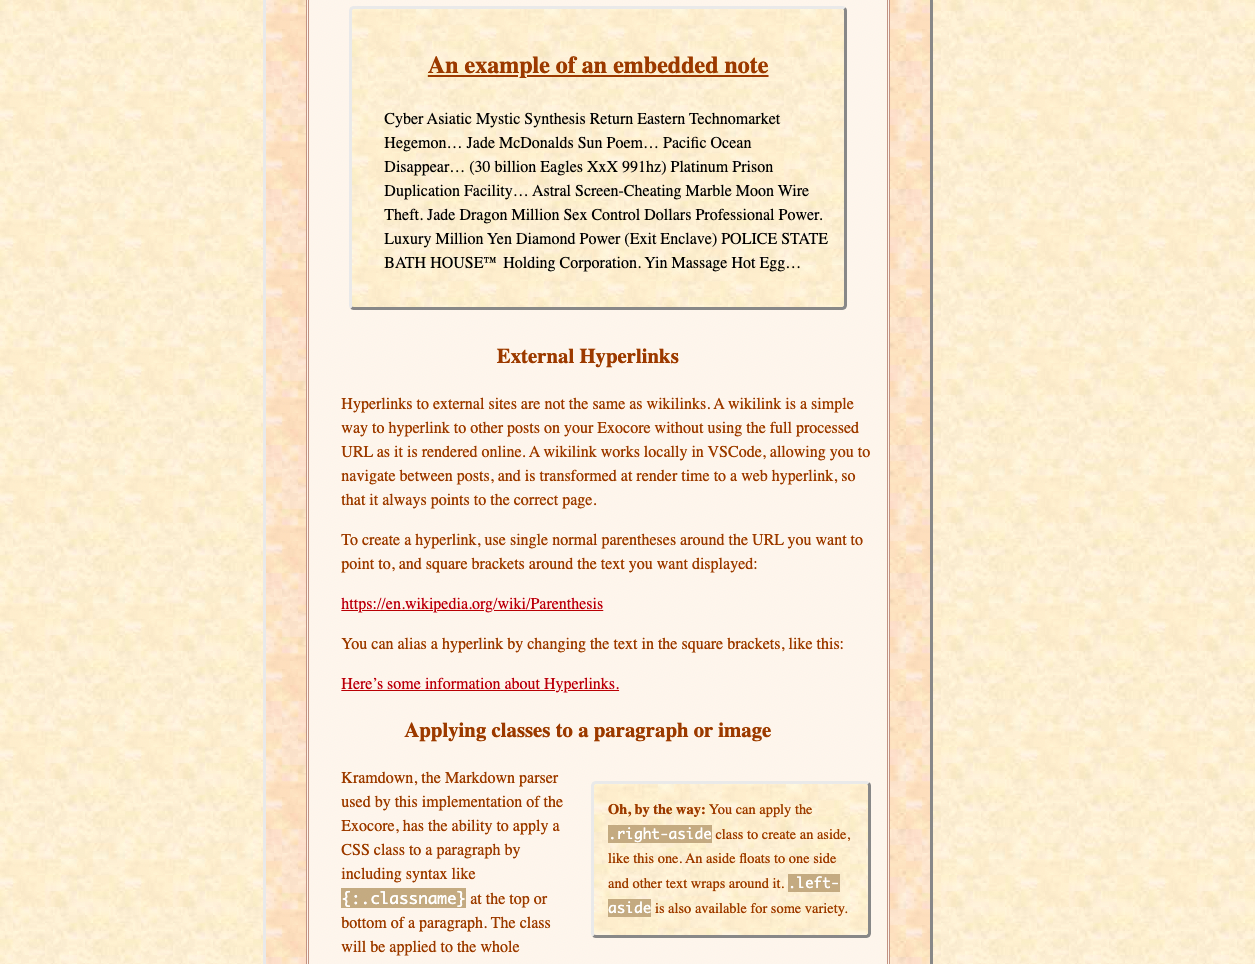 An example of an embedded note
Cyber Asiatic Mystic Synthesis Return Eastern Technomarket
Hegemon… Jade McDonalds Sun Poem… Pacific Ocean
Disappear… (30 billion Eagles XxX 991hz) Platinum Prison
Duplication Facility… Astral Screen-Cheating Marble Moon Wire
Theft. Jade Dragon Million Sex Control Dollars Professional Power.
Luxury Million Yen Diamond Power (Exit Enclave) POLICE STATE
BATH HOUSE™ Holding Corporation. Yin Massage Hot Egg…
External Hyperlinks
Hyperlinks to external sites are not the same as wikilinks. A wikilink is a simple
way to hyperlink to other posts on your Exocore without using the full processed
URL as it is rendered online. A wikilink works locally in VSCode, allowing you to
navigate between posts, and is transformed at render time to a web hyperlink, so
that it always points to the correct page.
To create a hyperlink, use single normal parentheses around the URL you want to
point to, and square brackets around the text you want displayed:
https://en.wikipedia.org/wiki/Parenthesis
You can alias a hyperlink by changing the text in the square brackets, like this:
Here’s some information about Hyperlinks.
Applying classes to a paragraph or image
Kramdown, the Markdown parser
used by this implementation of the
Exocore, has the ability to apply a
CSS class to a paragraph by
including syntax like
{:.classname} at the top or
bottom of a paragraph. The class
will be applied to the whole
Oh, by the way: You can apply the
.right-aside class to create an aside,
like this one. An aside floats to one side
and other text wraps around it. .left-
aside is also available for some variety.